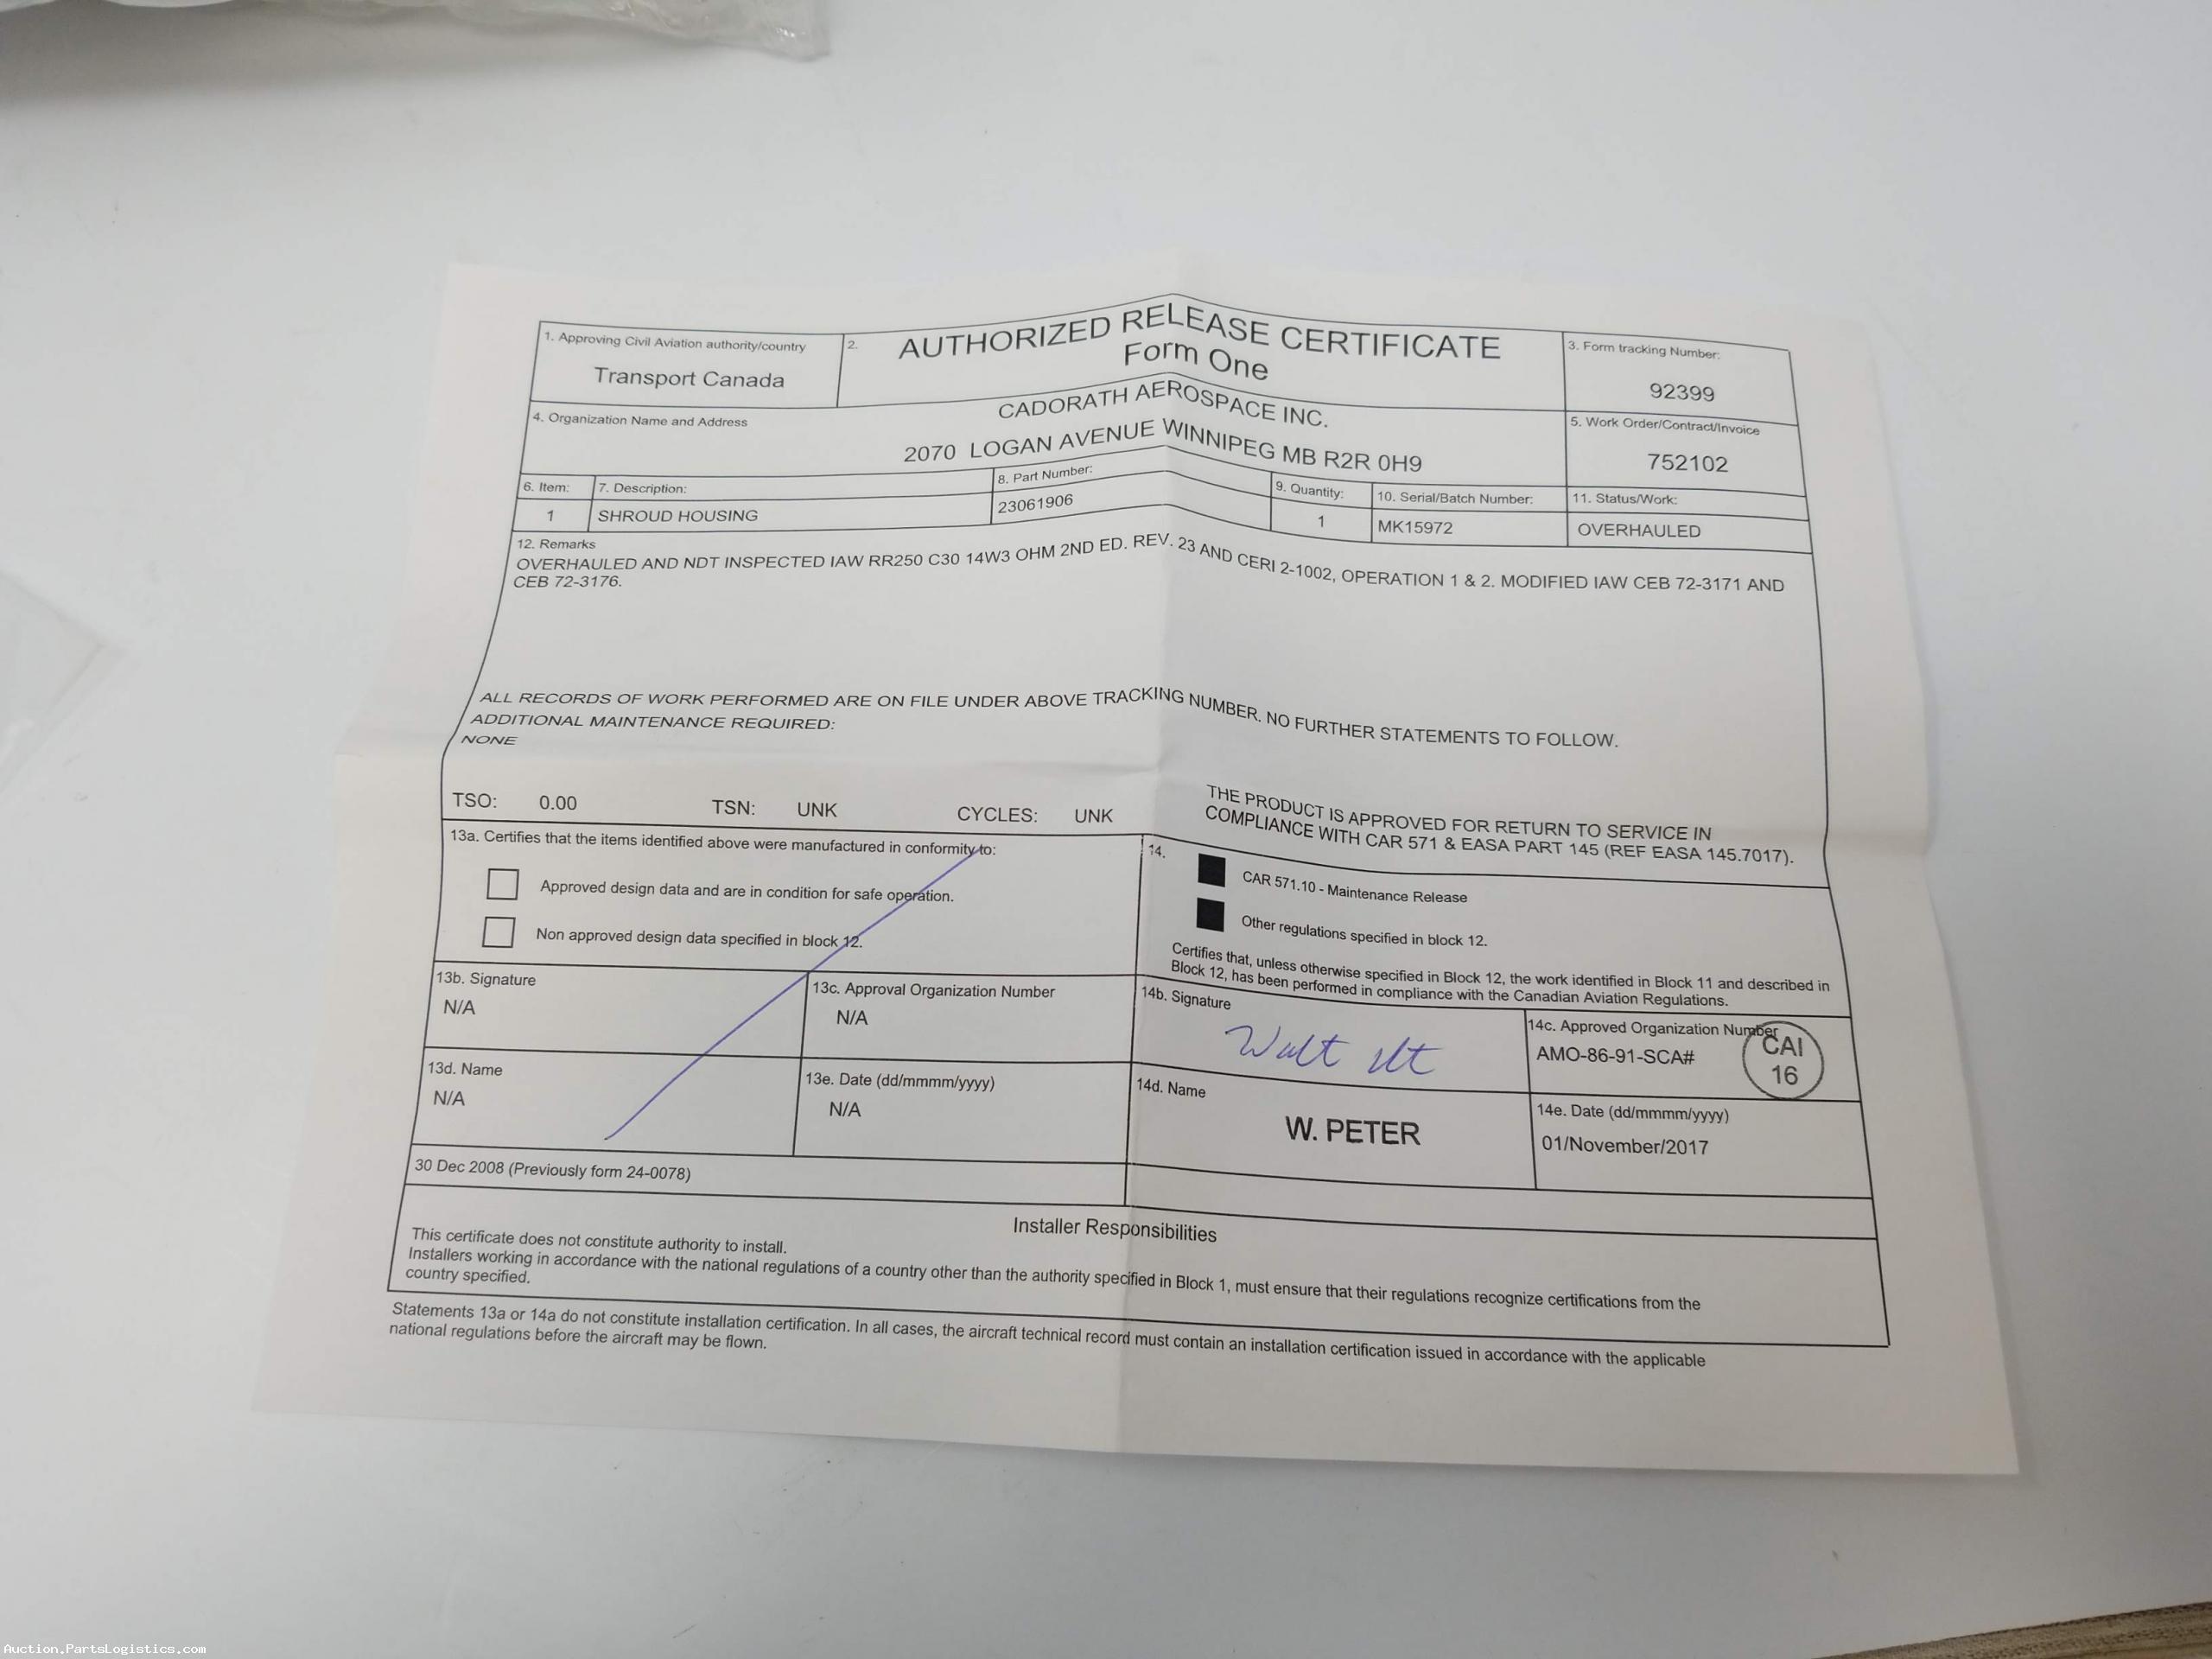 1. Approving Civil Aviation authority/country
Transport Canada
2.
AUTHORIZED RELEASE CERTIFICATE
Form One
3. Form tracking Number:
92399
4. Organization Name and Address
CADORATH AEROSPACE INC.
2070 LOGAN AVENUE WINNIPEG MB R2R 0H9
5. Work Order/Contract/Invoice
752102
6. Item:
1
7. Description:
SHROUD HOUSING
8. Part Number:
23061906
9. Quantity:
1
10. Serial/Batch Number:
MK15972
11. Status/Work:
OVERHAULED
12. Remarks
OVERHAULED AND NDT INSPECTED IAW RR250 C30 14W3 OHM 2ND ED. REV. 23 AND CERI 2-1002, OPERATION 1 & 2. MODIFIED IAW CEB 72-3171 AND
CEB 72-3176.
ALL RECORDS OF WORK PERFORMED ARE ON FILE UNDER ABOVE TRACKING NUMBER. NO FURTHER STATEMENTS TO FOLLOW.
ADDITIONAL MAINTENANCE REQUIRED:
NONE
TSO: 0.00 TSN: UNK CYCLES: UNK
THE PRODUCT IS APPROVED FOR RETURN TO SERVICE IN
COMPLIANCE WITH CAR 571 & EASA PART 145 (REF EASA 145.7017).
13a. Certifies that the items identified above were manufactured in conformity to:
Approved design data and are in condition for safe operation.
Non approved design data specified in block 12.
14.
CAR 571.10 - Maintenance Release
Other regulations specified in block 12.
Certifies that, unless otherwise specified in Block 12, the work identified in Block 11 and described in
Block 12, has been performed in compliance with the Canadian Aviation Regulations.
13b. Signature
N/A
13c. Approval Organization Number
N/A
14b. Signature
14c. Approved Organization Number
AMO-86-91-SCA#
CAI
16
13d. Name
N/A
13e. Date (dd/mmmm/yyyy)
N/A
14d. Name
W. PETER
14e. Date (dd/mmmm/yyyy)
01/November/2017
30 Dec 2008 (Previously form 24-0078)
Installer Responsibilities
This certificate does not constitute authority to install.
Installers working in accordance with the national regulations of a country other than the authority specified in Block 1, must ensure that their regulations recognize certifications from the
country specified.
Statements 13a or 14a do not constitute installation certification. In all cases, the aircraft technical record must contain an installation certification issued in accordance with the applicable
national regulations before the aircraft may be flown.
Auction.PartsLogistics.com